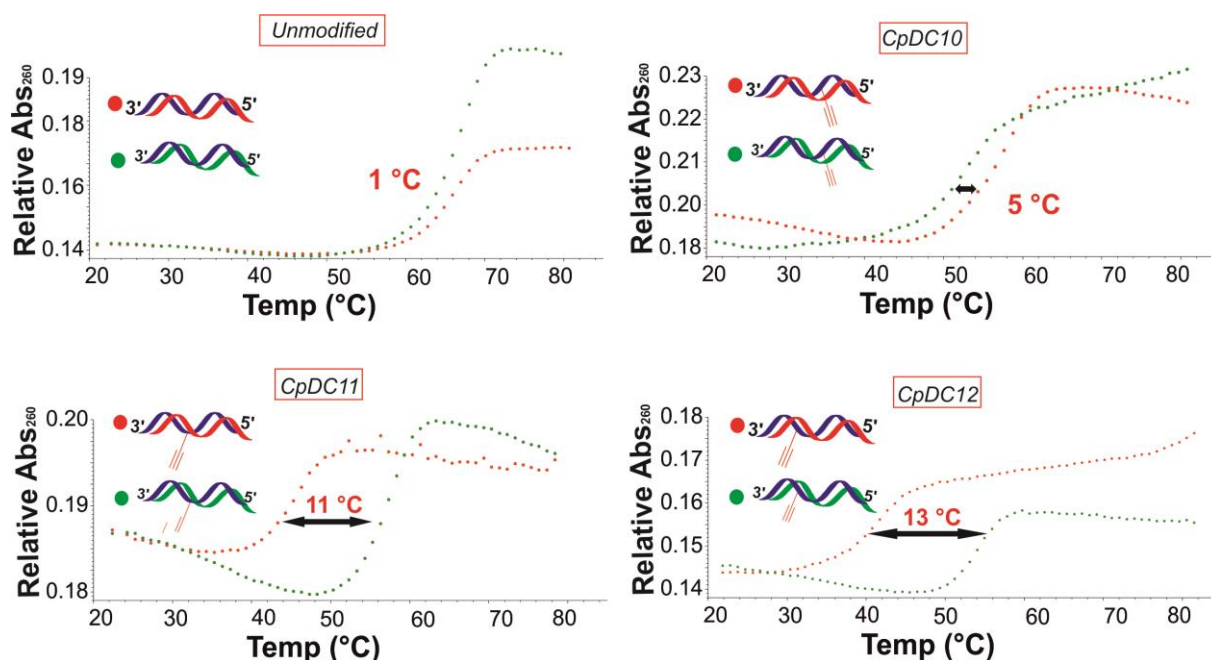 Unmodified
Relative Abs260
0.19
0.18
0.16
0.14
3' 5'
3' 5'
1 °C
20 30 40 50 60 70 80
Temp (°C)
CpDC10
Relative Abs260
0.23
0.22
0.21
0.20
0.18
3' 5'
3' 5'
5 °C
20 30 40 50 60 70 80
Temp (°C)
CpDC11
Relative Abs260
0.20
0.19
0.18
3' 5'
3' 5'
11 °C
20 30 40 50 60 70 80
Temp (°C)
CpDC12
Relative Abs260
0.18
0.17
0.16
0.15
0.14
3' 5'
3' 5'
13 °C
20 30 40 50 60 70 80
Temp (°C)